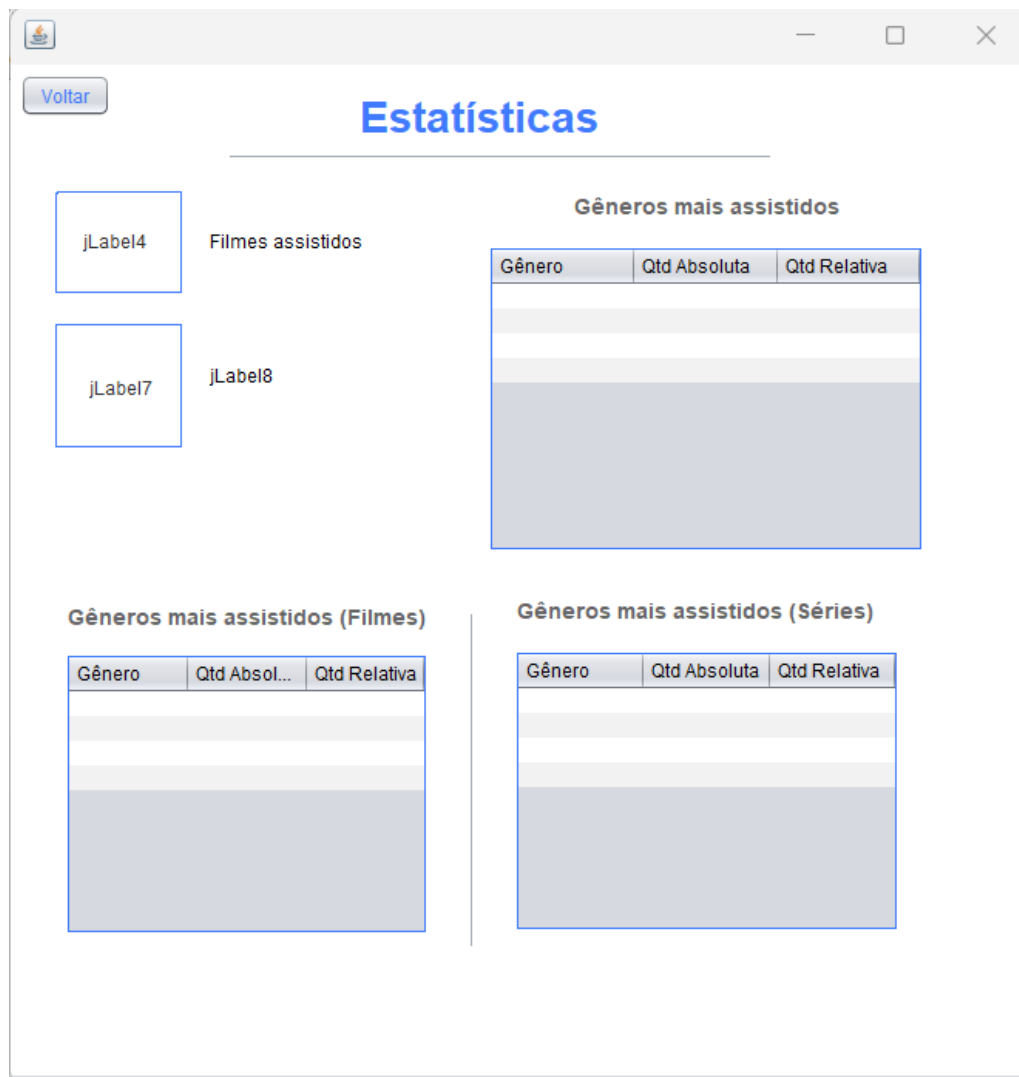 Voltar
Estatísticas
jLabel4
Filmes assistidos
jLabel7
jLabel8
Gêneros mais assistidos
Gênero Qtd Absoluta Qtd Relativa
Gêneros mais assistidos (Filmes)
Gênero Qtd Absol... Qtd Relativa
Gêneros mais assistidos (Séries)
Gênero Qtd Absoluta Qtd Relativa